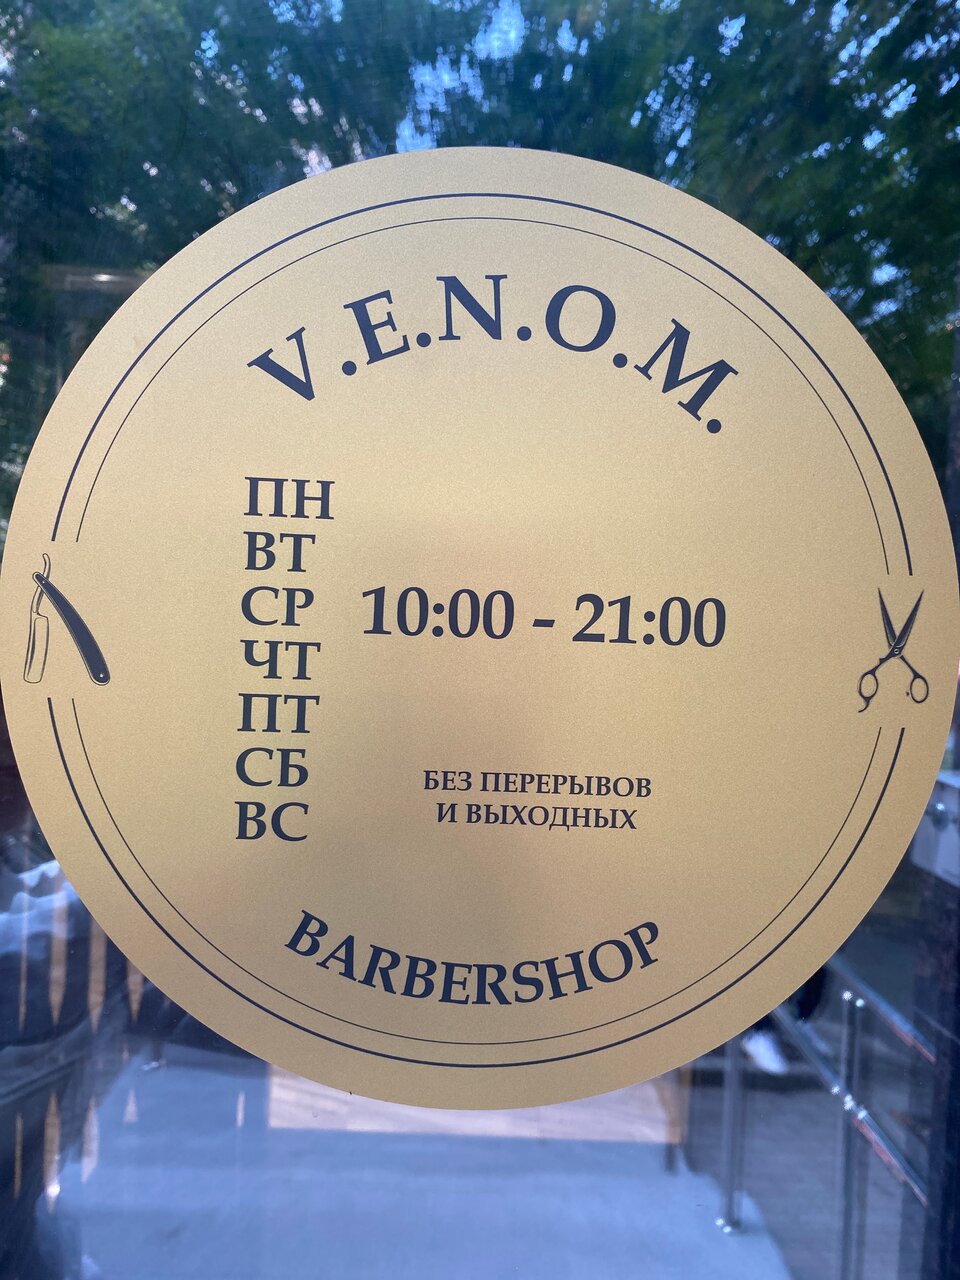 V.E.N.O.M.
ПН
ВТ
СР
ЧТ
ПТ
СБ
ВС
10:00 - 21:00
БЕЗ ПЕРЕРЫВОВ
И ВЫХОДНЫХ
BARBERSHOP